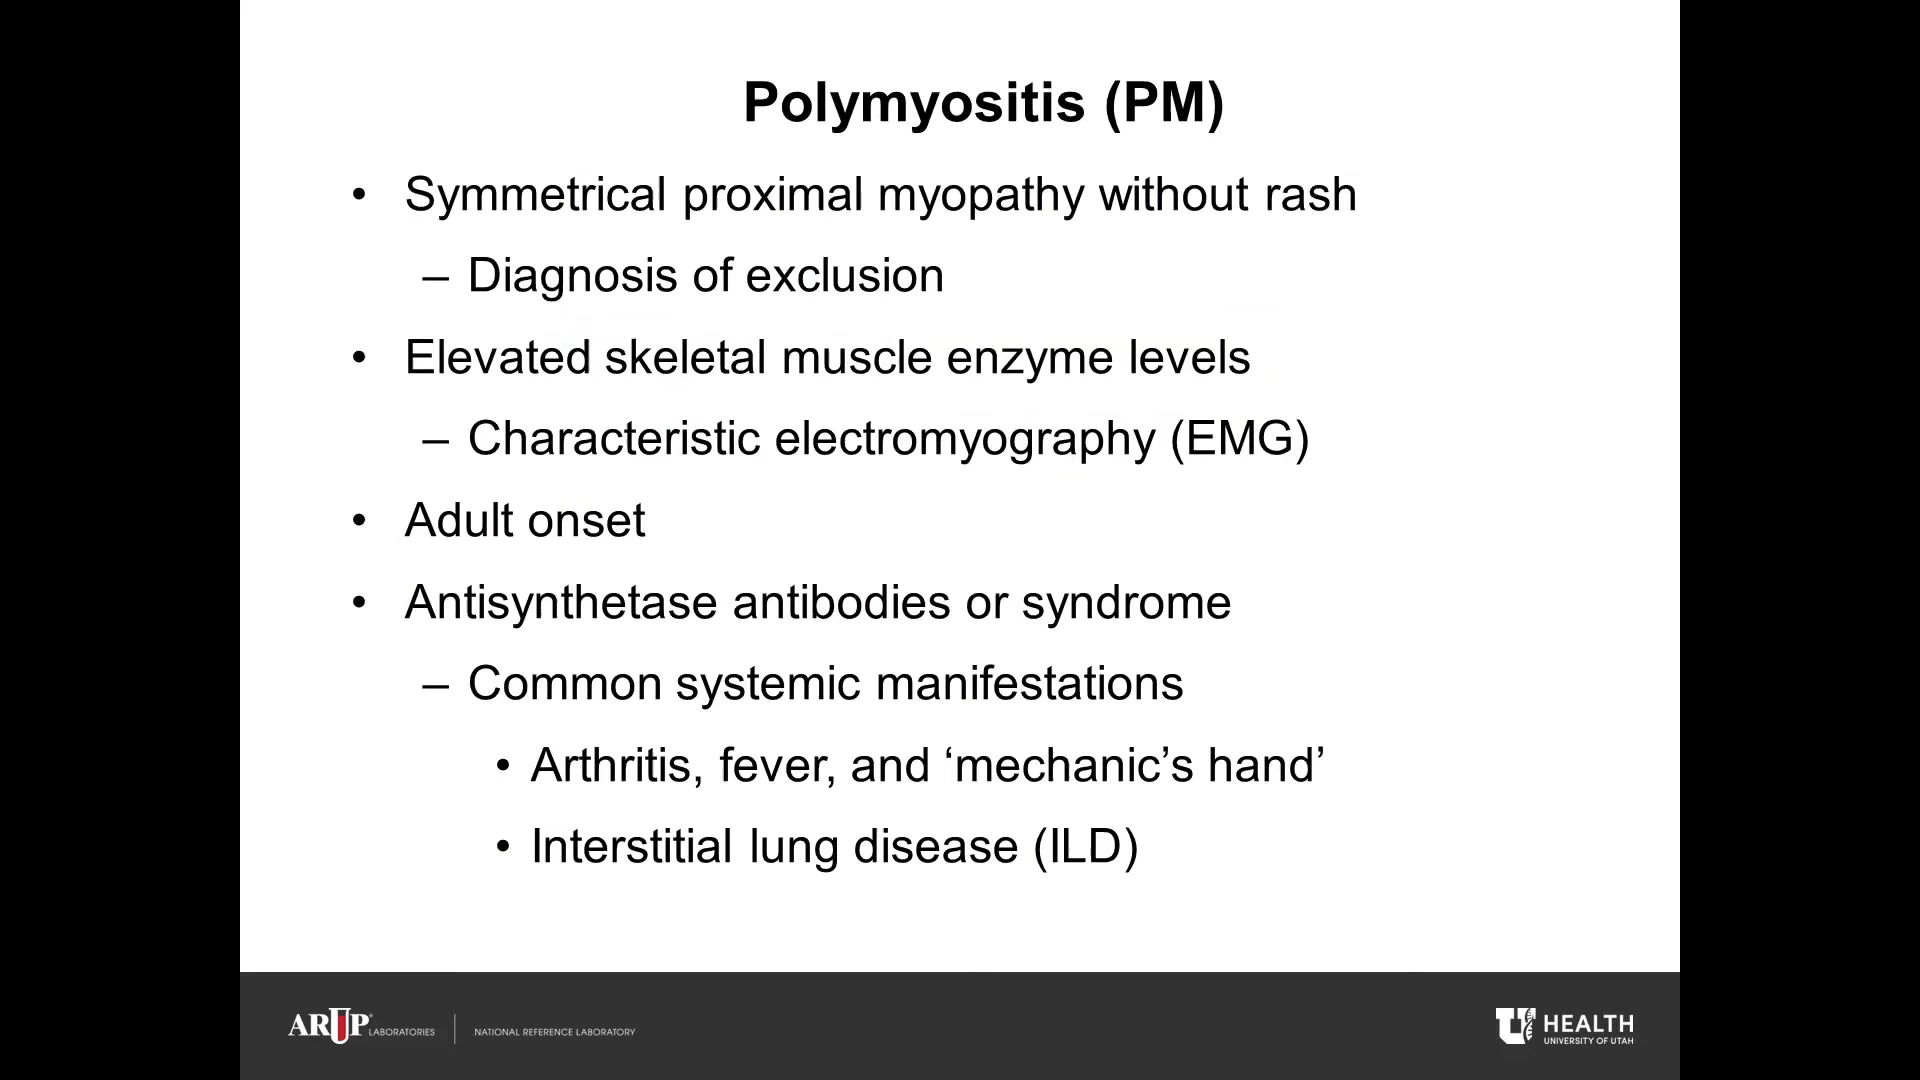 Polymyositis (PM)
• Symmetrical proximal myopathy without rash
– Diagnosis of exclusion
• Elevated skeletal muscle enzyme levels
– Characteristic electromyography (EMG)
• Adult onset
• Antisynthetase antibodies or syndrome
– Common systemic manifestations
• Arthritis, fever, and ‘mechanic’s hand’
• Interstitial lung disease (ILD)
ARUP LABORATORIES | NATIONAL REFERENCE LABORATORY
U HEALTH
UNIVERSITY OF UTAH